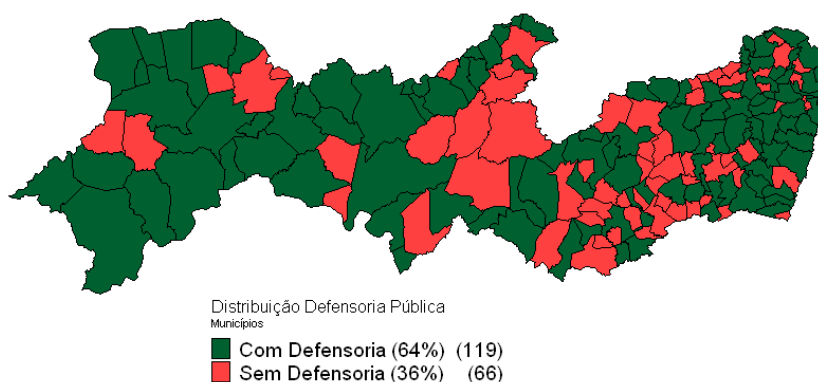 Distribuição Defensoria Pública
Municípios
Com Defensoria (64%) (119)
Sem Defensoria (36%) (66)